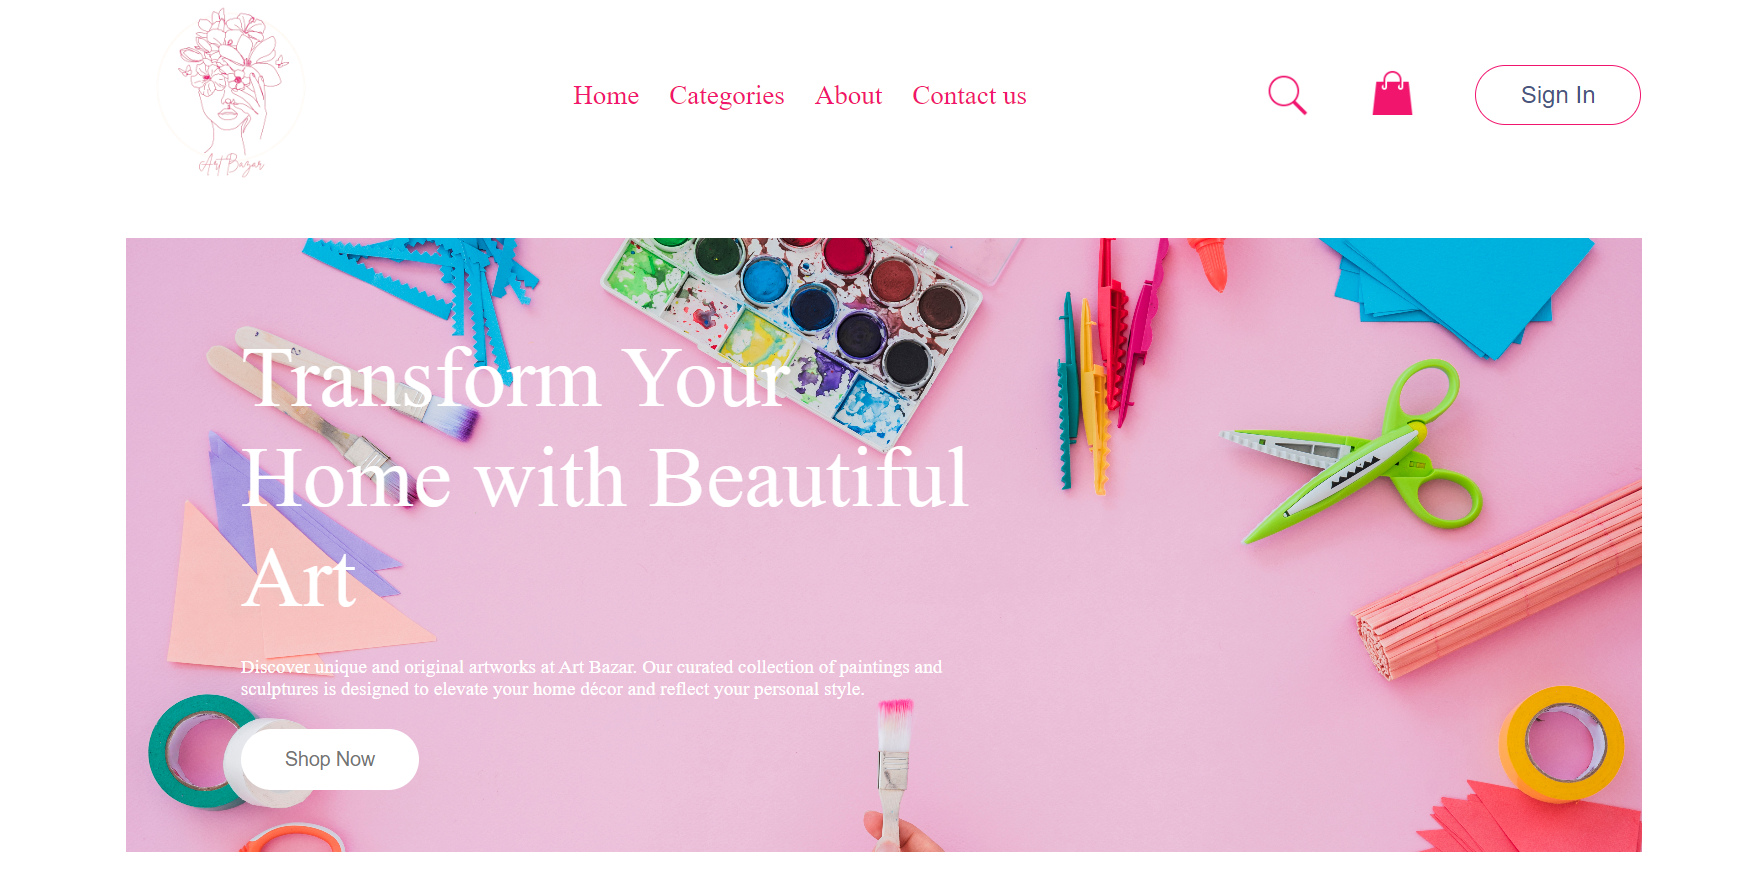 Art Bazar
Home
Categories
About
Contact us
Sign In
Transform Your
Home with Beautiful
Art
Discover unique and original artworks at Art Bazar. Our curated collection of paintings and
sculptures is designed to elevate your home décor and reflect your personal style.
Shop Now